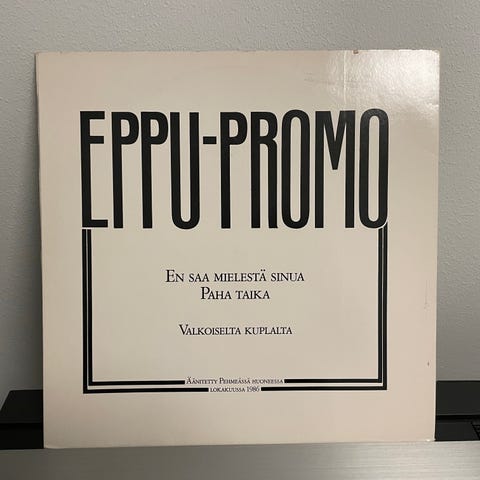 EPPU-PROMO
EN SAA MIELESTÄ SINUA
PAHA TAIKA
VALKOISELTA KUPLALTA
ÄÄNITETTY PEHMEÄSSÄ HUONEESSA
LOKAKUUSSA 1986